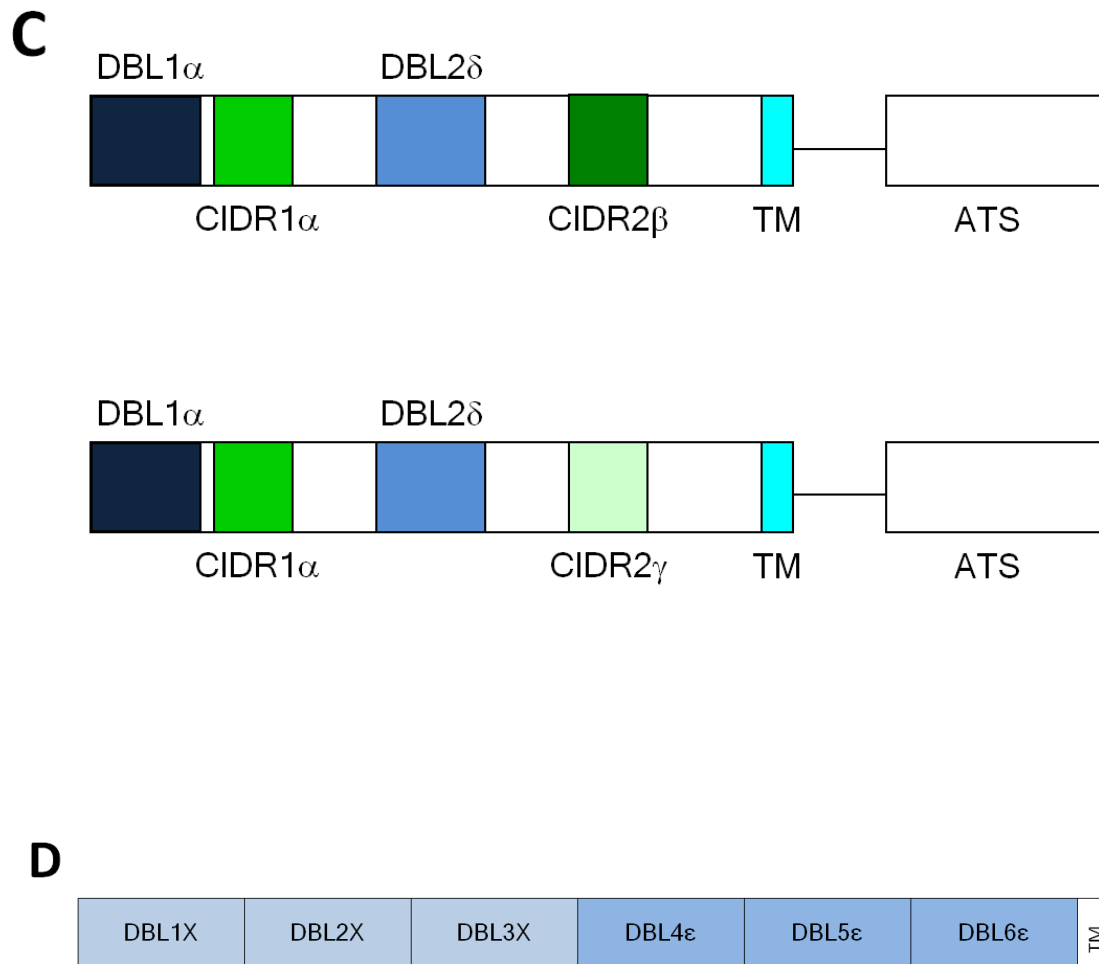 C
DBL1α DBL2δ
CIDR1α CIDR2β TM ATS
DBL1α DBL2δ
CIDR1α CIDR2γ TM ATS
D
DBL1X DBL2X DBL3X DBL4ε DBL5ε DBL6ε TM